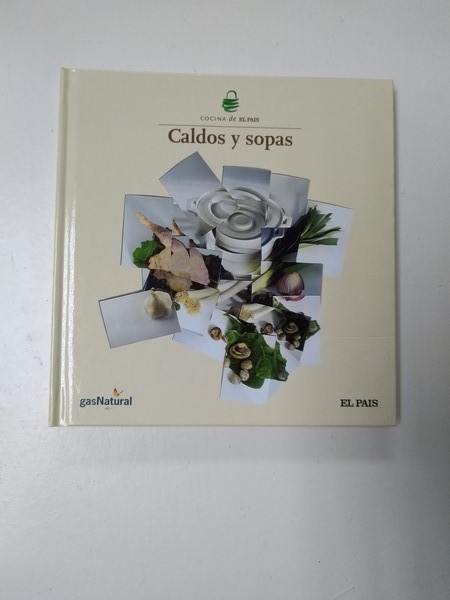 COCINA de EL PAIS
Caldos y sopas
gasNatural
EL PAIS